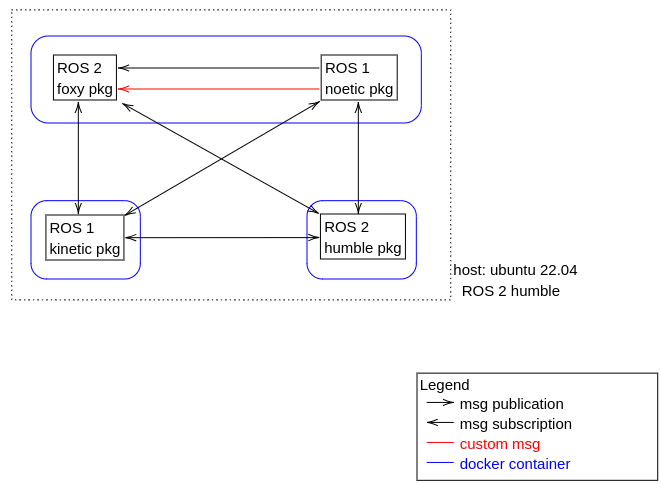 ROS 2
foxy pkg
ROS 1
noetic pkg
ROS 1
kinetic pkg
ROS 2
humble pkg
host: ubuntu 22.04
ROS 2 humble
Legend
msg publication
msg subscription
custom msg
docker container